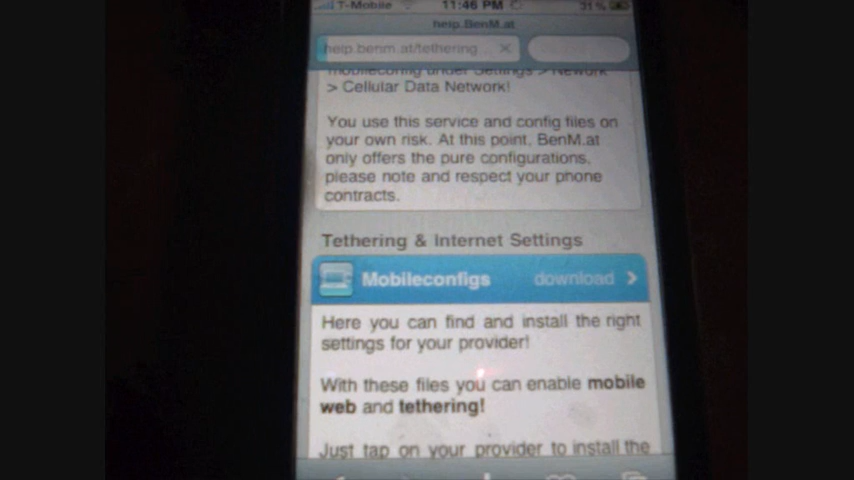 T-Mobile 11:46 PM 31%
help.BenM.at
help.benm.at/tethering...
mobileconfig under Settings > Network
> Cellular Data Network!
You use this service and config files on
your own risk. At this point, BenM.at
only offers the pure configurations,
please note and respect your phone
contracts.
Tethering & Internet Settings
Mobileconfigs download
Here you can find and install the right
settings for your provider!
With these files you can enable mobile
web and tethering!
Just tap on your provider to install the